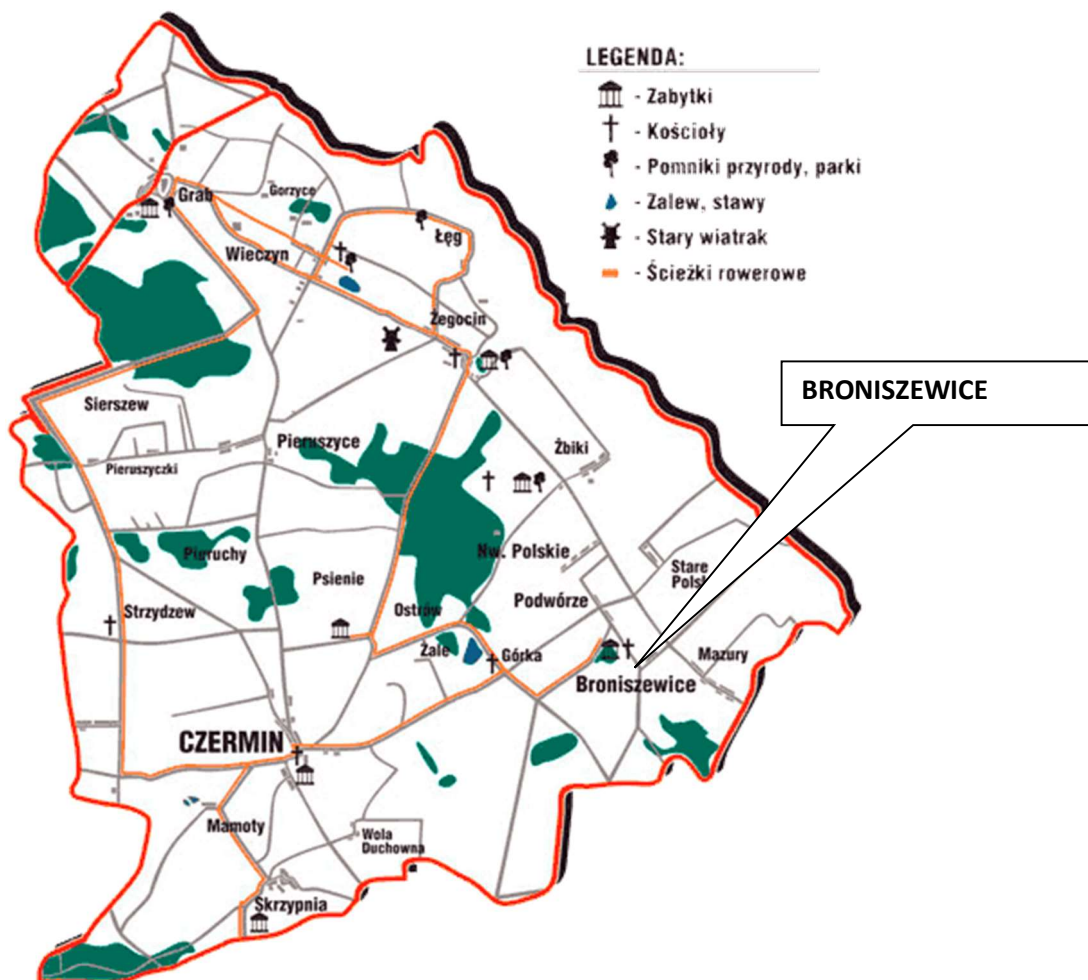 LEGENDA:
- Zabytki
- Kościoły
- Pomniki przyrody, parki
- Zalew, stawy
- Stary wiatrak
- Ścieżki rowerowe
Grab
Gorzyce
Łęg
Wieczyn
Żegocin
BRONISZEWICE
Sierszew
Pieruszyce
Żbiki
Pieruszyczki
Nw. Polskie
Pieruchy
Psienie
Stare
Polsk
Podwórze
Strzydzew
Ostrów
Żale
Górka
Mazury
Broniszewice
CZERMIN
Mamoty
Wola
Duchowna
Skrzypnia